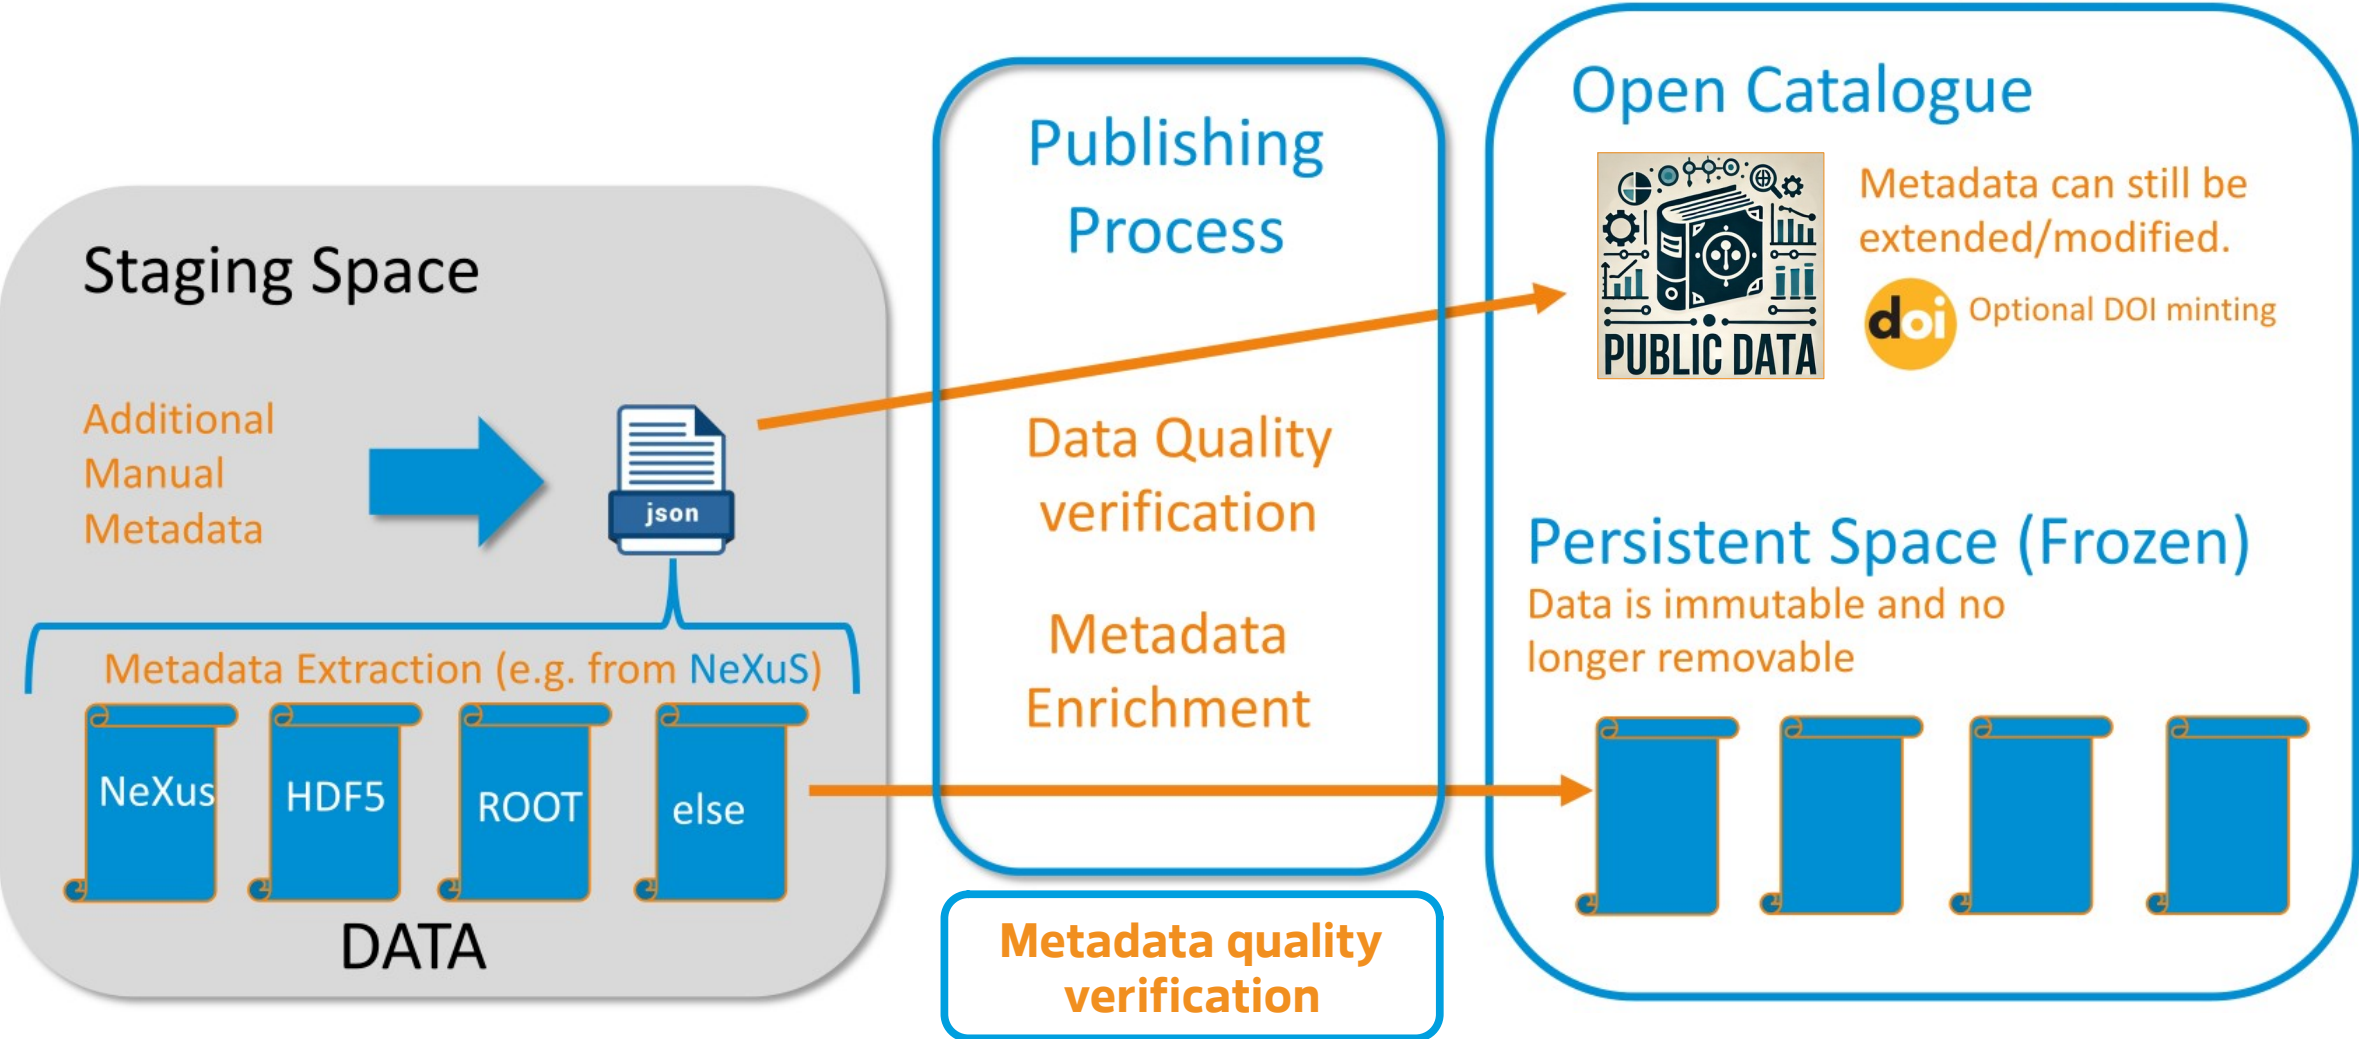 Staging Space
Additional
Manual
Metadata
json
Metadata Extraction (e.g. from NeXuS)
NeXus
HDF5
ROOT
else
DATA
Publishing
Process
Data Quality
verification
Metadata
Enrichment
Metadata quality
verification
Open Catalogue
PUBLIC DATA
Metadata can still be
extended/modified.
doi
Optional DOI minting
Persistent Space (Frozen)
Data is immutable and no
longer removable